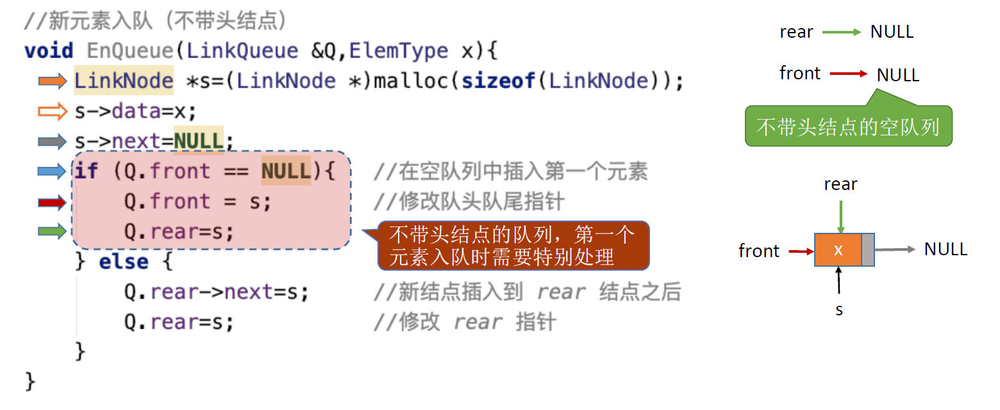 //新元素入队（不带头结点）
void EnQueue(LinkQueue &Q,ElemType x){
LinkNode *s=(LinkNode *)malloc(sizeof(LinkNode));
s->data=x;
s->next=NULL;
if (Q.front == NULL){ //在空队列中插入第一个元素
Q.front = s; //修改队头队尾指针
Q.rear=s;
不带头结点的队列，第一个
元素入队时需要特别处理
} else {
Q.rear->next=s; //新结点插入到 rear 结点之后
Q.rear=s; //修改 rear 指针
}
}
rear NULL
front NULL
不带头结点的空队列
rear
front x NULL
s